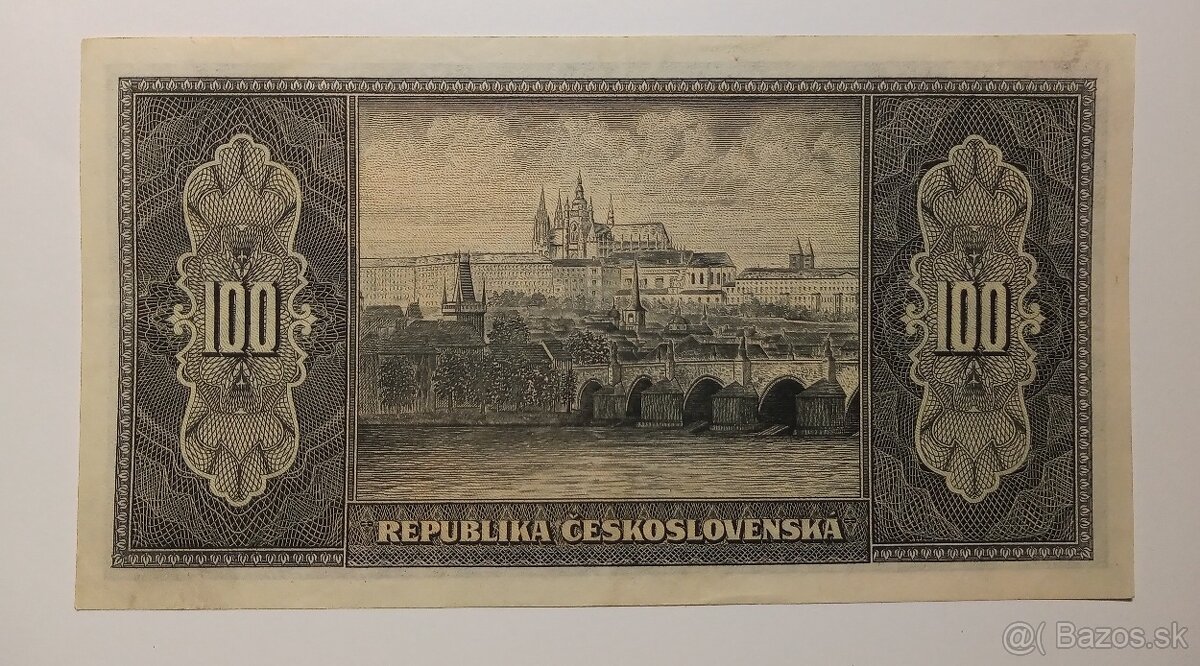 100 100
REPUBLIKA ČESKOSLOVENSKÁ
@( Bazos.sk